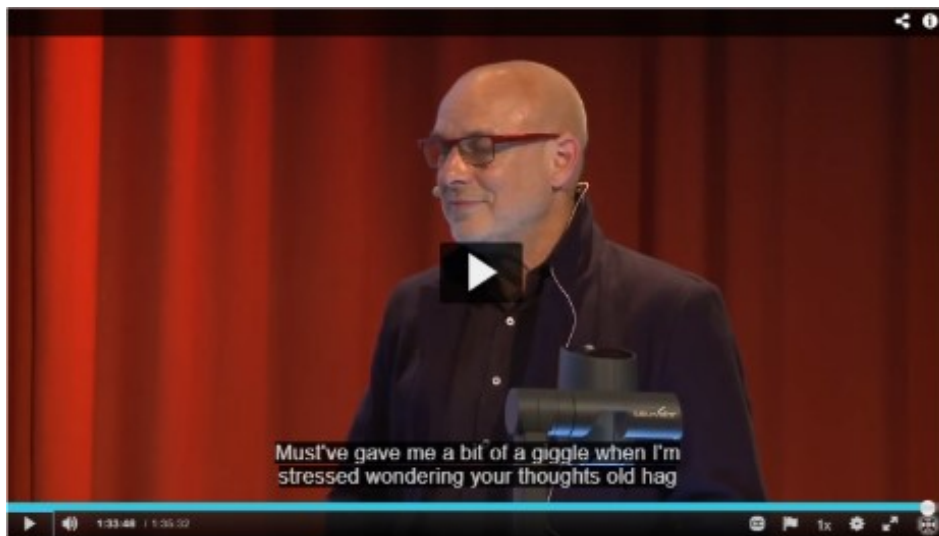 Must've gave me a bit of a giggle when I'm
stressed wondering your thoughts old hag
1:33:48 / 1:35:32
1x